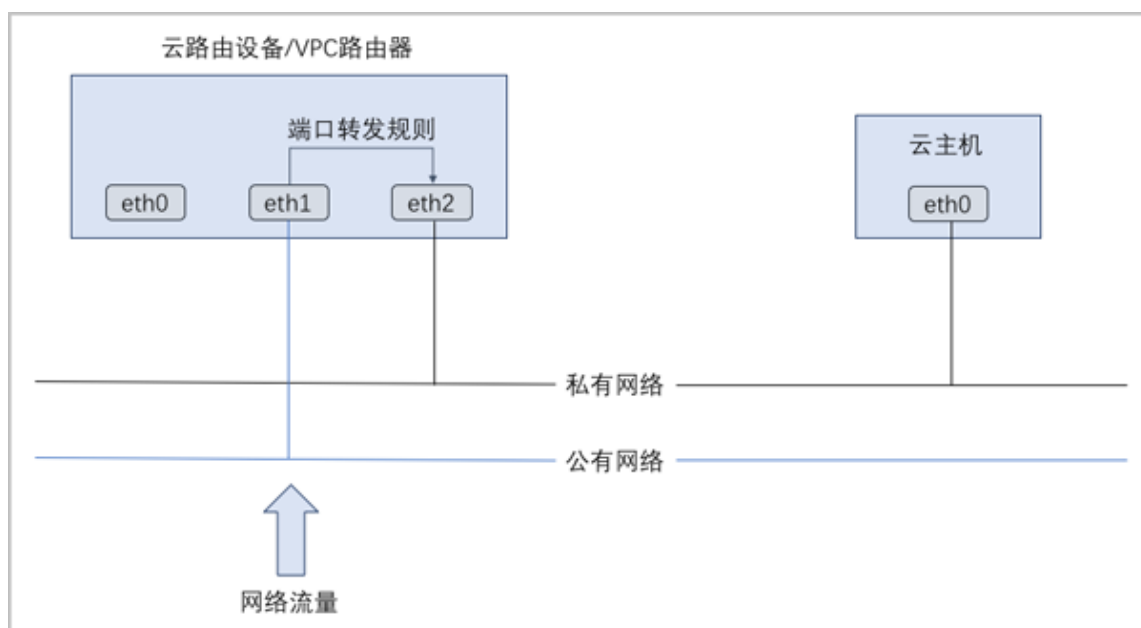 云路由设备/VPC路由器
端口转发规则
云主机
eth0
eth1
eth2
eth0
私有网络
公有网络
网络流量